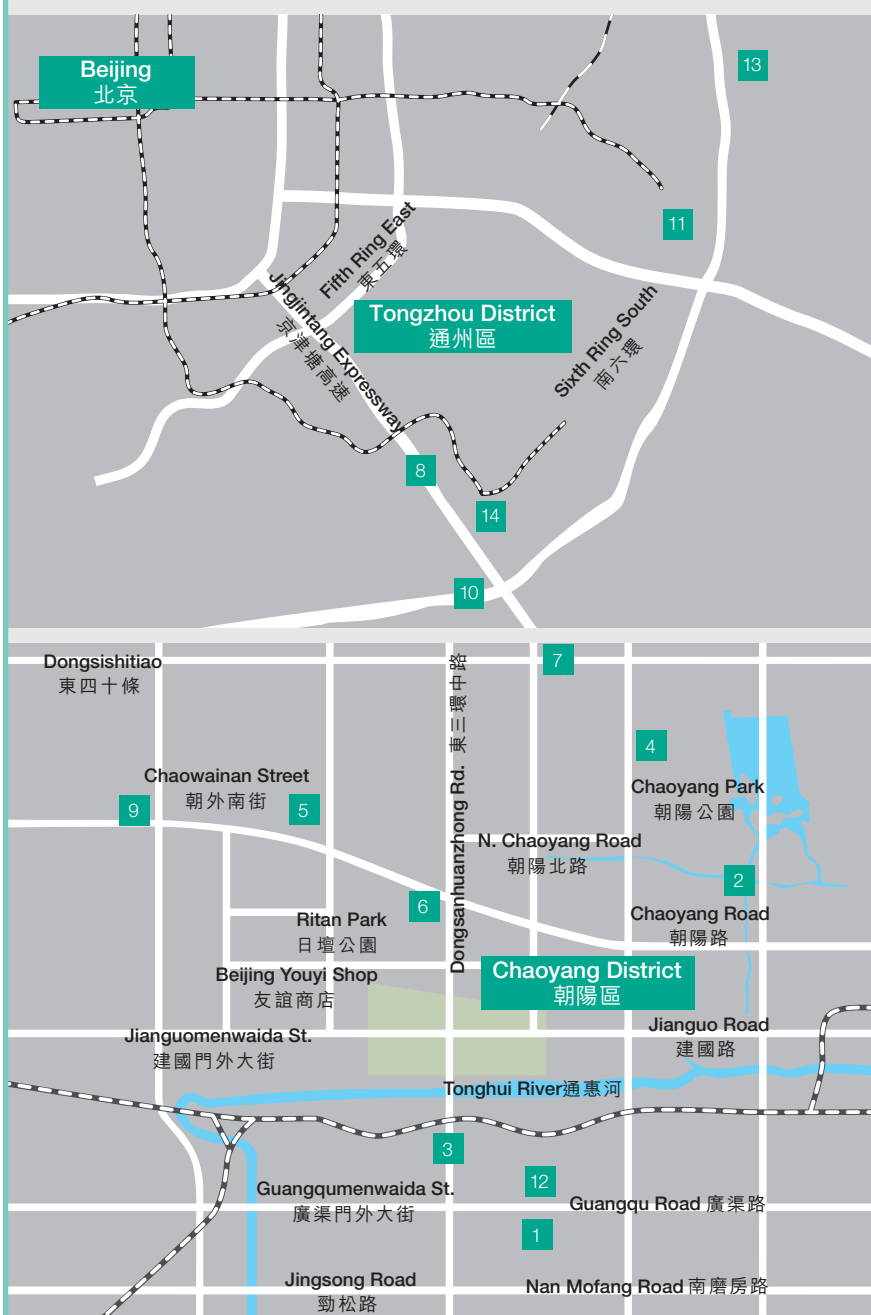 Beijing
北京
13
11
Fifth Ring East
東五環
Jingjintang Expressway
京津塘高速
Tongzhou District
通州區
Sixth Ring South
南六環
8
14
10
Dongsishitiao
東四十條
Dongsanhuanzhong Rd. 東三環中路
7
4
Chaowainan Street
朝外南街
9
5
Chaoyang Park
朝陽公園
N. Chaoyang Road
朝陽北路
2
6
Ritan Park
日壇公園
Chaoyang Road
朝陽路
Beijing Youyi Shop
友誼商店
Chaoyang District
朝陽區
Jianguomenwaida St.
建國門外大街
Jianguo Road
建國路
Tonghui River通惠河
3
12
Guangqumenwaida St.
廣渠門外大街
Guangqu Road 廣渠路
1
Jingsong Road
勁松路
Nan Mofang Road 南磨房路